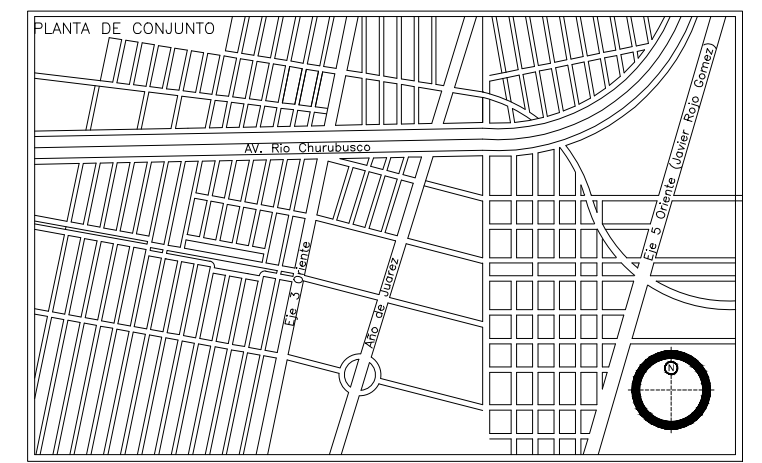 PLANTA DE CONJUNTO
AV. Rio Churubusco
Eje 5 Oriente (Javier Rojo Gomez)
Eje 3 Oriente
Año de Juarez
N